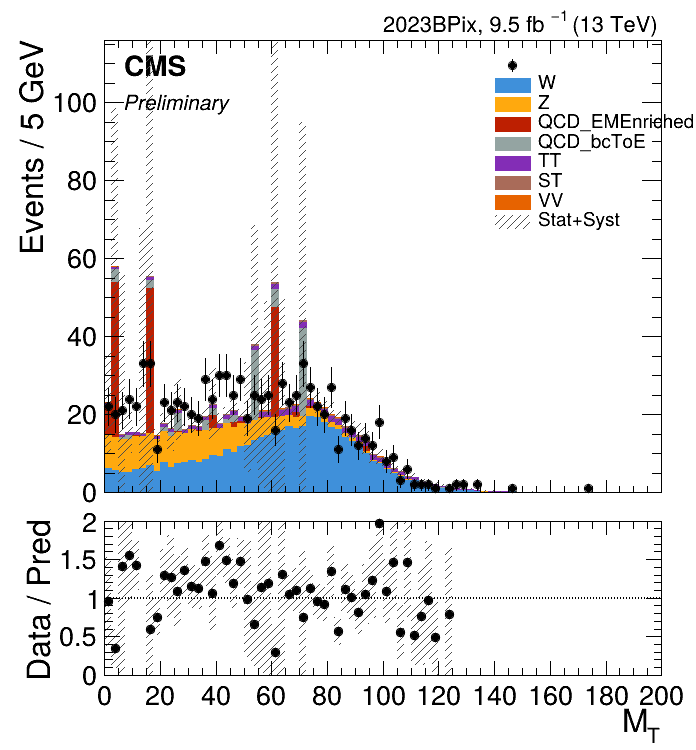 2023BPix, 9.5 fb⁻¹ (13 TeV)
Events / 5 GeV
CMS
Preliminary
W
Z
QCD_EMEnriched
QCD_bcToE
TT
ST
VV
Stat+Syst
100
80
60
40
20
0
Data / Pred
2
1.5
1
0.5
0
0 20 40 60 80 100 120 140 160 180 200
M_T